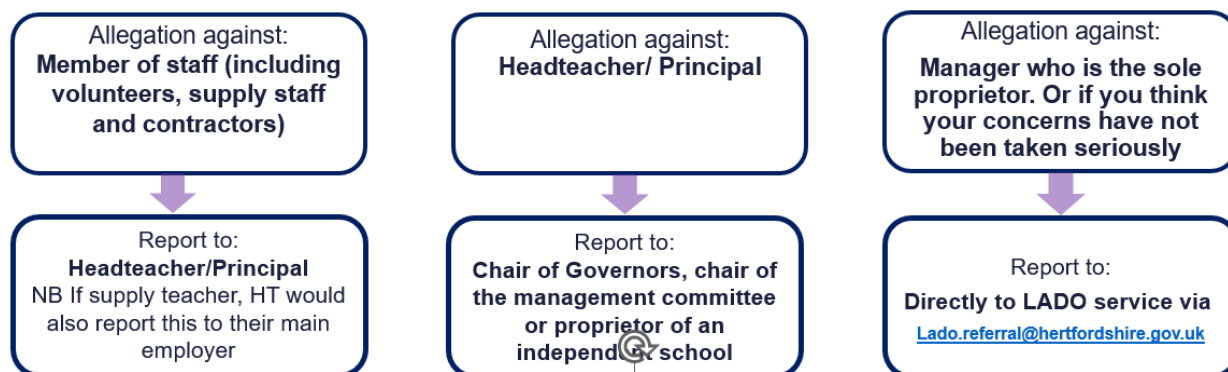 Allegation against:
Member of staff (including
volunteers, supply staff
and contractors)
Report to:
Headteacher/Principal
NB If supply teacher, HT would
also report this to their main
employer
Allegation against:
Headteacher/ Principal
Report to:
Chair of Governors, chair of
the management committee
or proprietor of an
independent school
Allegation against:
Manager who is the sole
proprietor. Or if you think
your concerns have not
been taken seriously
Report to:
Directly to LADO service via
Lado.referral@hertfordshire.gov.uk